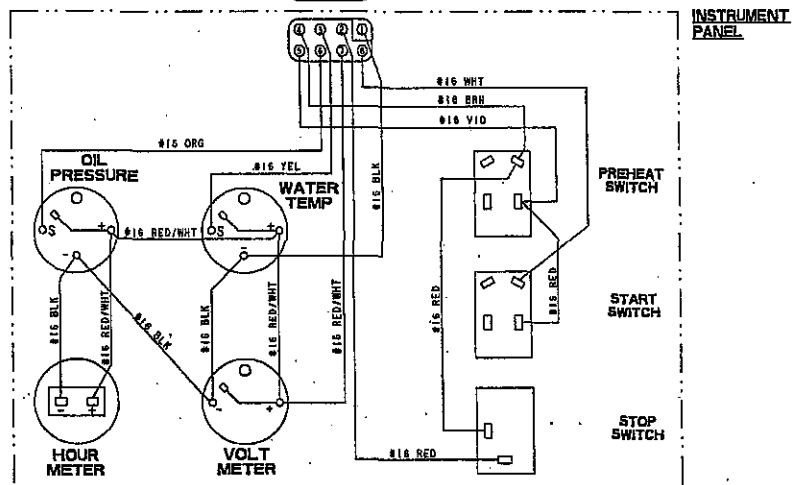 INSTRUMENT
PANEL
4 3 2 1
5 6 7 8
#16 WHT
#16 BRN
#16 VIO
#15 ORG
OIL
PRESSURE
#16 YEL
WATER
TEMP
#16 BLK
PREHEAT
SWITCH
S
+
#16 RED/WHT
S
+
-
-
#16 BLK
#16 RED/WHT
#16 BLK
#16 BLK
#16 RED/WHT
#16 RED/WHT
#16 RED
#16 RED
START
SWITCH
- +
- +
STOP
SWITCH
#16 RED
HOUR
METER
VOLT
METER